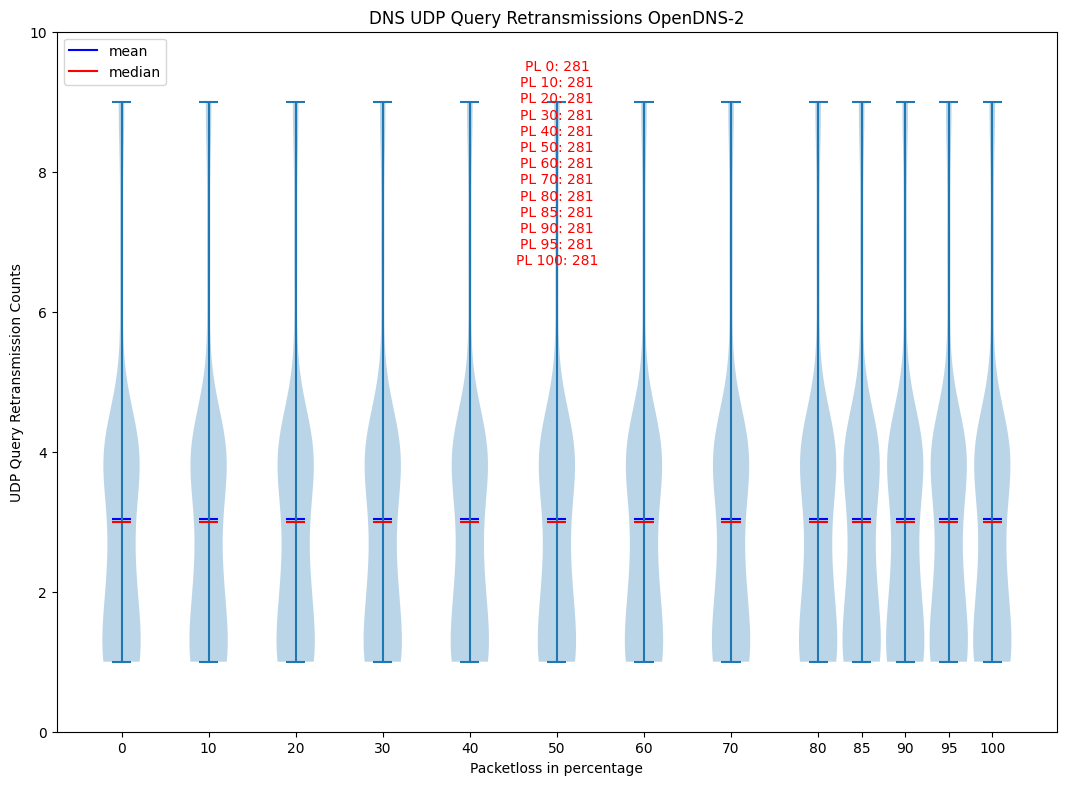 DNS UDP Query Retransmissions OpenDNS-2
mean
median
PL 0: 281
PL 10: 281
PL 20: 281
PL 30: 281
PL 40: 281
PL 50: 281
PL 60: 281
PL 70: 281
PL 80: 281
PL 85: 281
PL 90: 281
PL 95: 281
PL 100: 281
UDP Query Retransmission Counts
10
8
6
4
2
0
0 10 20 30 40 50 60 70 80 85 90 95 100
Packetloss in percentage